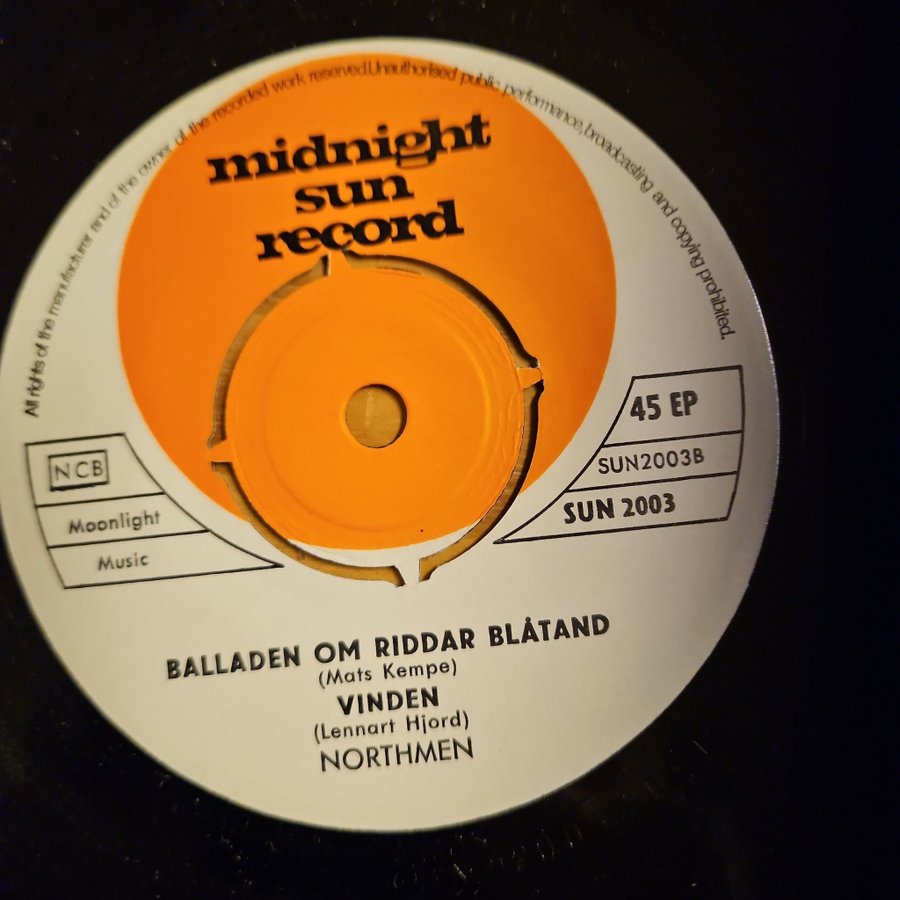 All rights of the manufacturer and of the owner of the recorded work reserved.Unauthorised public performance, broadcasting and copying prohibited.
midnight
sun
record
45 EP
SUN2003B
SUN 2003
NCB
Moonlight
Music
BALLADEN OM RIDDAR BLÅTAND
(Mats Kempe)
VINDEN
(Lennart Hjord)
NORTHMEN